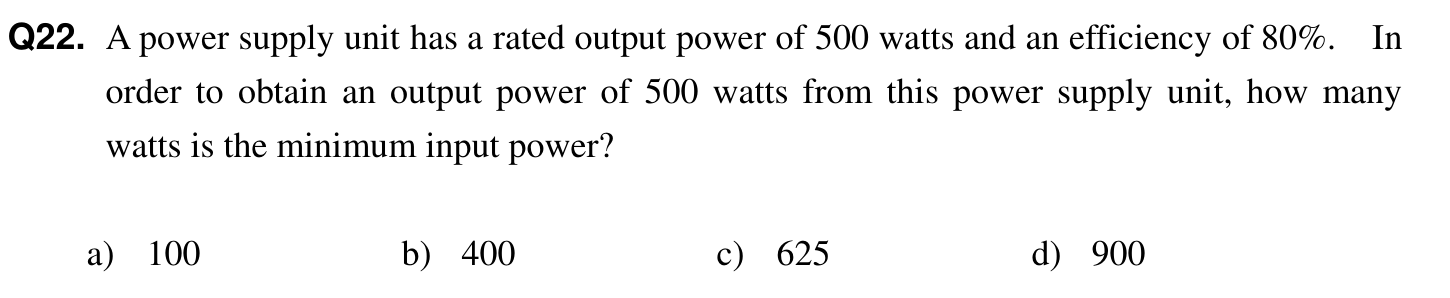 Q22. A power supply unit has a rated output power of 500 watts and an efficiency of 80%. In
order to obtain an output power of 500 watts from this power supply unit, how many
watts is the minimum input power?
a) 100 b) 400 c) 625 d) 900